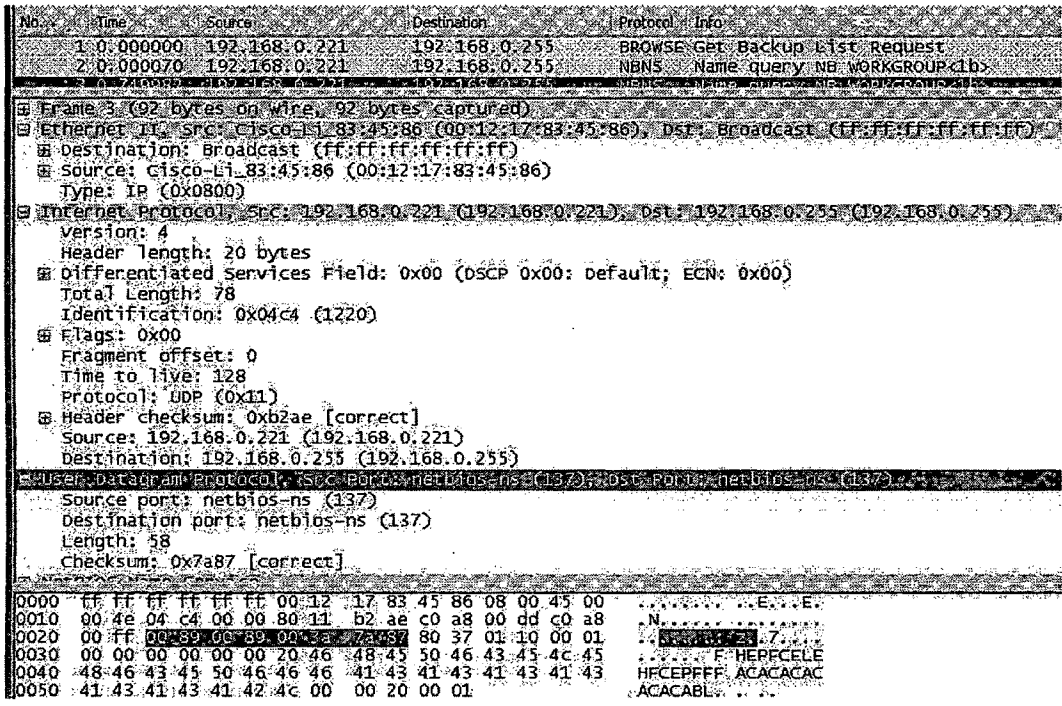 No. . Time Source Destination Protocol Info
1 0.000000 192.168.0.221 192.168.0.255 BROWSE Get Backup List Request
2 0.000070 192.168.0.221 192.168.0.255 NBNS Name query NB WORKGROUP<1b>
Frame 3 (92 bytes on wire, 92 bytes captured)
Ethernet II, Src: Cisco-Li_83:45:86 (00:12:17:83:45:86), Dst: Broadcast (ff:ff:ff:ff:ff:ff)
Destination: Broadcast (ff:ff:ff:ff:ff:ff)
Source: Cisco-Li_83:45:86 (00:12:17:83:45:86)
Type: IP (0x0800)
Internet Protocol, Src: 192.168.0.221 (192.168.0.221), Dst: 192.168.0.255 (192.168.0.255)
Version: 4
Header length: 20 bytes
Differentiated Services Field: 0x00 (DSCP 0x00: Default; ECN: 0x00)
Total Length: 78
Identification: 0x04c4 (1220)
Flags: 0x00
Fragment offset: 0
Time to live: 128
Protocol: UDP (0x11)
Header checksum: 0xb2ae [correct]
Source: 192.168.0.221 (192.168.0.221)
Destination: 192.168.0.255 (192.168.0.255)
User Datagram Protocol, Src Port: netbios-ns (137), Dst Port: netbios-ns (137)
Source port: netbios-ns (137)
Destination port: netbios-ns (137)
Length: 58
Checksum: 0x7a87 [correct]
0000 ff ff ff ff ff ff 00 12 17 83 45 86 08 00 45 00 ........ ..E...E.
0010 00 4e 04 c4 00 00 80 11 b2 ae c0 a8 00 dd c0 a8 .N...... ........
0020 00 ff 00 89 00 89 00 3a 7a 87 80 37 01 10 00 01 .......: z..7....
0030 00 00 00 00 00 00 20 46 48 45 50 46 43 45 4c 45 ...... F HEPFCELE
0040 48 46 43 45 50 46 46 46 41 43 41 43 41 43 41 43 HFCEPFFF ACACACAC
0050 41 43 41 43 41 42 4c 00 00 20 00 01 ACACABL. . ..